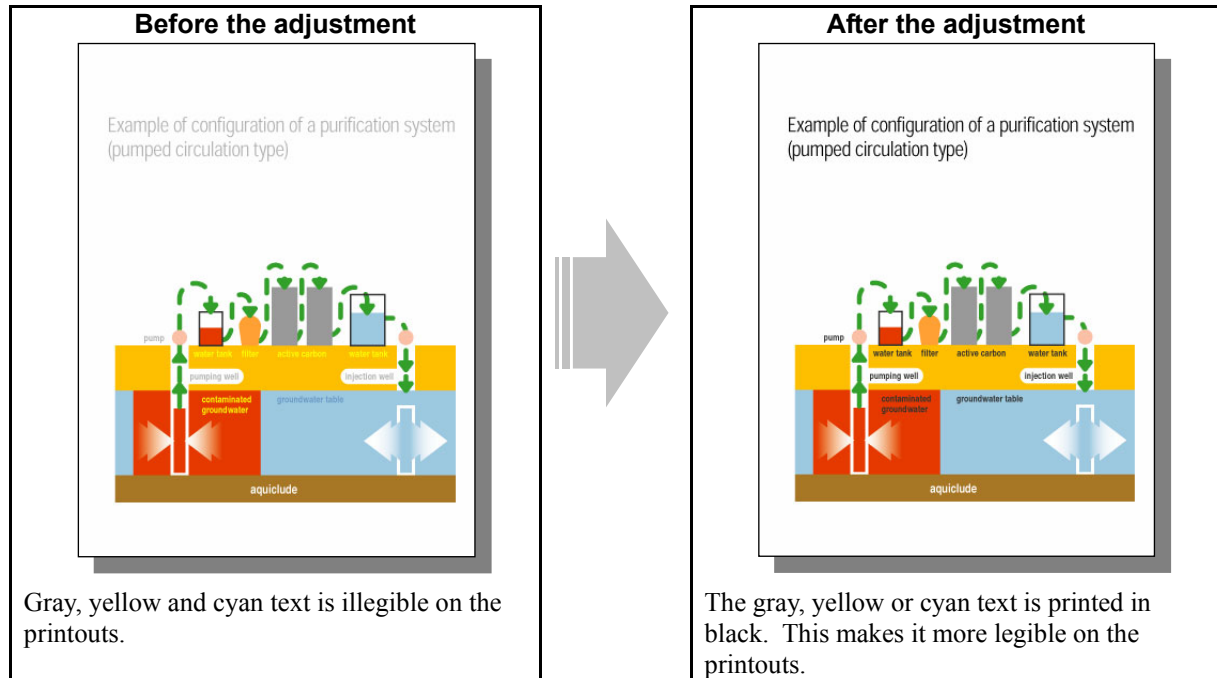 Before the adjustment
Example of configuration of a purification system
(pumped circulation type)
pump
water tank filter active carbon water tank
pumping well injection well
contaminated groundwater table
groundwater
aquiclude
Gray, yellow and cyan text is illegible on the
printouts.
After the adjustment
Example of configuration of a purification system
(pumped circulation type)
pump
water tank filter active carbon water tank
pumping well injection well
contaminated groundwater table
groundwater
aquiclude
The gray, yellow or cyan text is printed in
black. This makes it more legible on the
printouts.